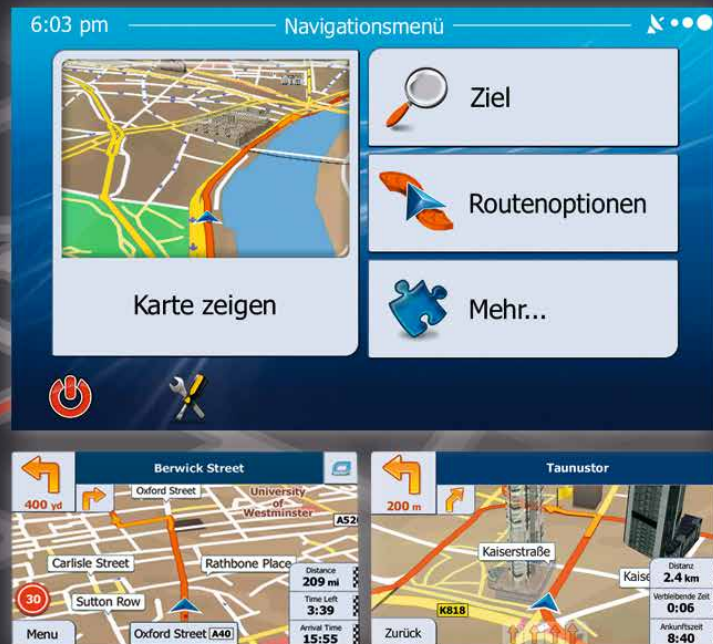 6:03 pm
Navigationsmenü
Ziel
Routenoptionen
Karte zeigen
Mehr...
Berwick Street
400 yd
Oxford Street
University
of
Westminster
Carlisle Street
Rathbone Place
Distance
209 mi
30
Sutton Row
Time Left
3:39
Menu
Oxford Street A40
Arrival Time
15:55
Taunustor
200 m
Kaiserstraße
Distanz
2.4 km
K818
Verbleibende Zeit
0:06
Zurück
Ankunftszeit
8:40